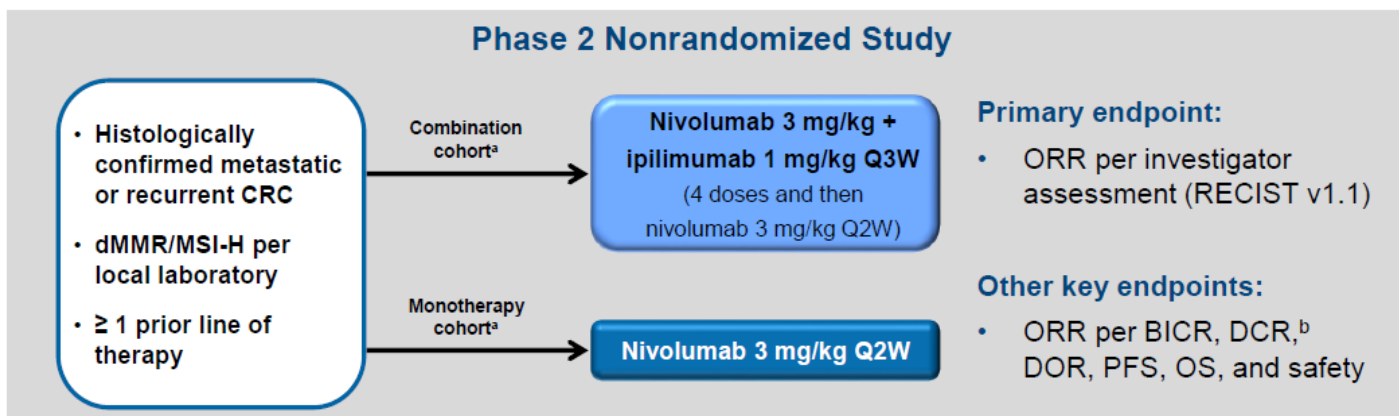 Phase 2 Nonrandomized Study
• Histologically
confirmed metastatic
or recurrent CRC
• dMMR/MSI-H per
local laboratory
• ≥ 1 prior line of
therapy
Combination
cohortᵃ
Nivolumab 3 mg/kg +
ipilimumab 1 mg/kg Q3W
(4 doses and then
nivolumab 3 mg/kg Q2W)
Monotherapy
cohortᵃ
Nivolumab 3 mg/kg Q2W
Primary endpoint:
• ORR per investigator
assessment (RECIST v1.1)
Other key endpoints:
• ORR per BICR, DCR,ᵇ
DOR, PFS, OS, and safety